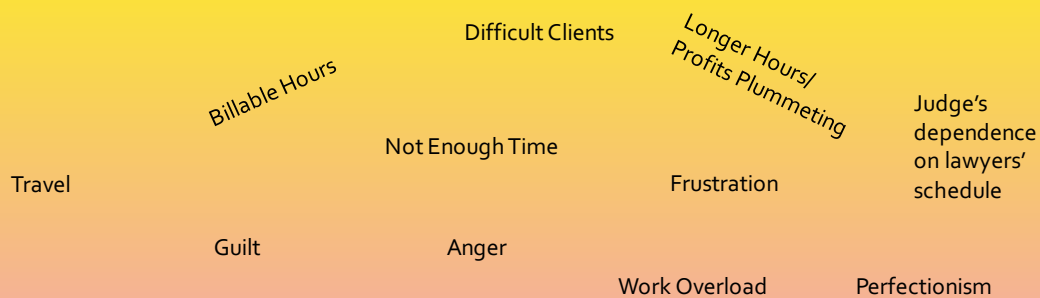 Difficult Clients
Longer Hours/
Profits Plummeting
Billable Hours
Judge's
dependence
on lawyers'
schedule
Not Enough Time
Travel
Frustration
Guilt
Anger
Work Overload
Perfectionism